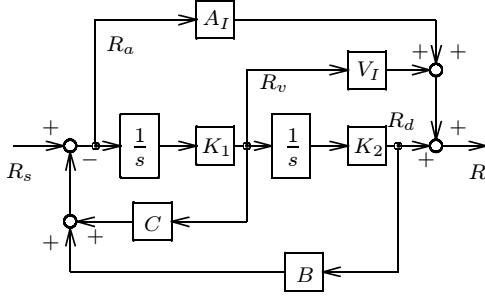 A_I
+ +
R_a
V_I
R_v
R_d
+ +
1/s K_1 1/s K_2
− +
R_s R
C
+ +
B